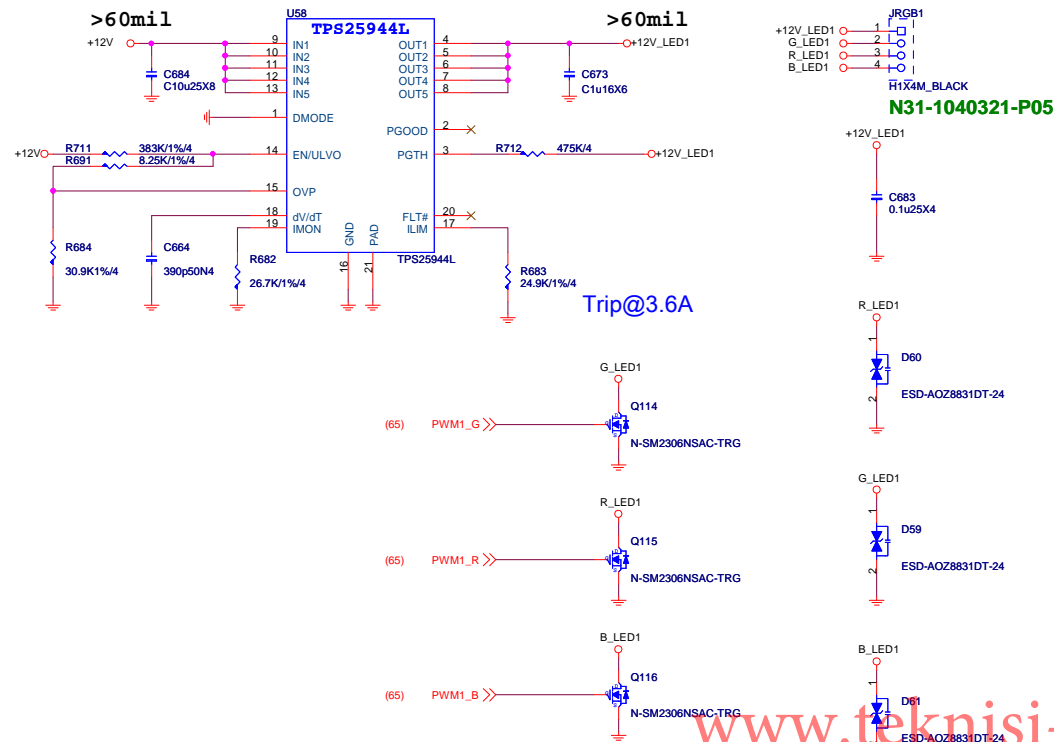 >60mil
+12V
U58
TPS25944L
9 IN1
10 IN2
11 IN3
12 IN4
13 IN5
1 DMODE
14 EN/ULVO
15 OVP
18 dV/dT
19 IMON
OUT1 4
OUT2 5
OUT3 6
OUT4 7
OUT5 8
PGOOD 2
PGTH 3
FLT# 20
ILIM 17
GND 16
PAD 21
TPS25944L
C684
C10u25X8
+12V
R711 383K/1%/4
R691 8.25K/1%/4
R684
30.9K1%/4
C664
390p50N4
R682
26.7K/1%/4
>60mil
+12V_LED1
C673
C1u16X6
R712 475K/4
+12V_LED1
R683
24.9K/1%/4
Trip@3.6A
JRGB1
+12V_LED1 1
G_LED1 2
R_LED1 3
B_LED1 4
H1X4M_BLACK
N31-1040321-P05
+12V_LED1
C683
0.1u25X4
R_LED1
1
D60
2
ESD-AOZ8831DT-24
G_LED1
Q114
(65) PWM1_G
N-SM2306NSAC-TRG
G_LED1
1
D59
2
ESD-AOZ8831DT-24
R_LED1
Q115
(65) PWM1_R
N-SM2306NSAC-TRG
B_LED1
Q116
(65) PWM1_B
N-SM2306NSAC-TRG
B_LED1
1
D61
ESD-AOZ8831DT-24
www.teknisi-